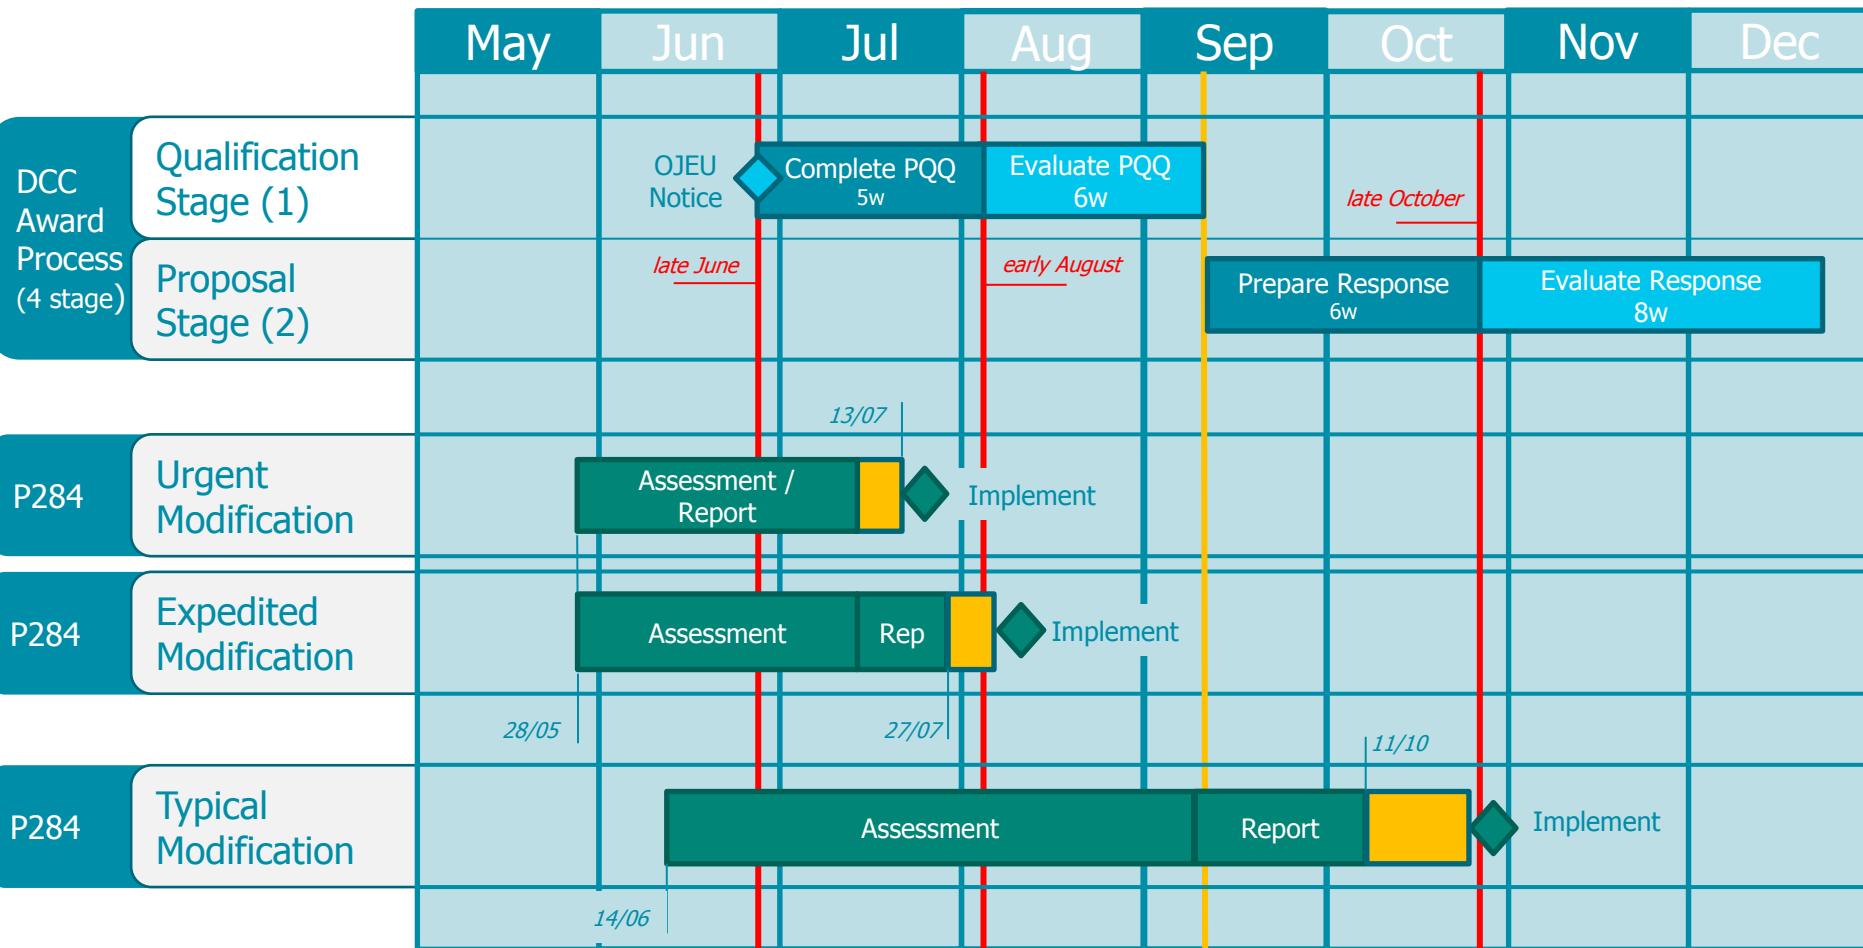 May Jun Jul Aug Sep Oct Nov Dec
DCC
Award
Process
(4 stage)
Qualification
Stage (1)
OJEU
Notice
Complete PQQ
5w
Evaluate PQQ
6w
late October
Proposal
Stage (2)
late June
early August
Prepare Response
6w
Evaluate Response
8w
13/07
P284
Urgent
Modification
Assessment /
Report
Implement
P284
Expedited
Modification
Assessment
Rep
Implement
28/05
27/07
11/10
P284
Typical
Modification
Assessment
Report
Implement
14/06